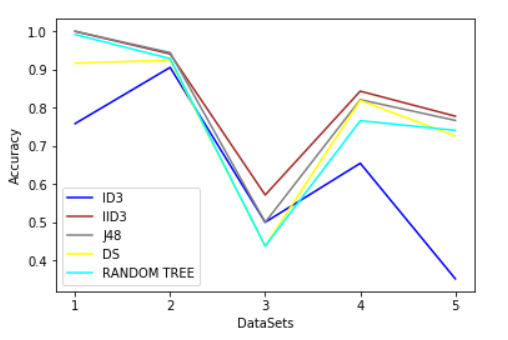 1.0
0.9
0.8
0.7
0.6
0.5
0.4
Accuracy
ID3
IID3
J48
DS
RANDOM TREE
1 2 3 4 5
DataSets